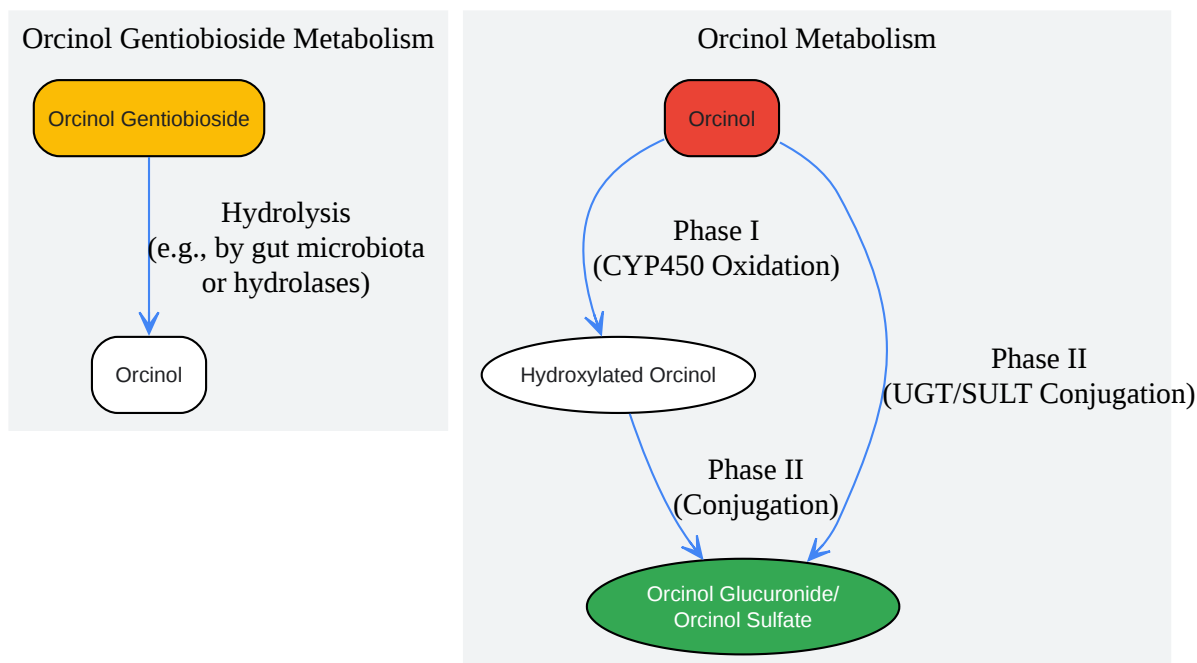 Orcinol Gentiobioside Metabolism
Orcinol Gentiobioside
Hydrolysis
(e.g., by gut microbiota
or hydrolases)
Orcinol
Orcinol Metabolism
Orcinol
Phase I
(CYP450 Oxidation)
Hydroxylated Orcinol
Phase II
(UGT/SULT Conjugation)
Phase II
(Conjugation)
Orcinol Glucuronide/
Orcinol Sulfate